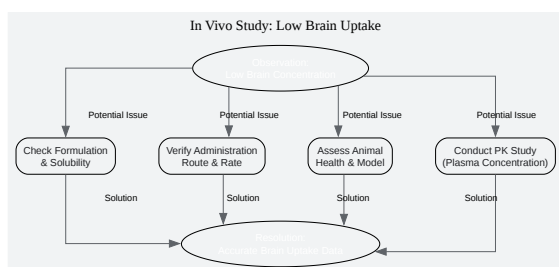 In Vivo Study: Low Brain Uptake
Observation:
Low Brain Concentration
Potential Issue
Potential Issue
Potential Issue
Potential Issue
Check Formulation
& Solubility
Verify Administration
Route & Rate
Assess Animal
Health & Model
Conduct PK Study
(Plasma Concentration)
Solution
Solution
Solution
Solution
Resolution:
Accurate Brain Uptake Data